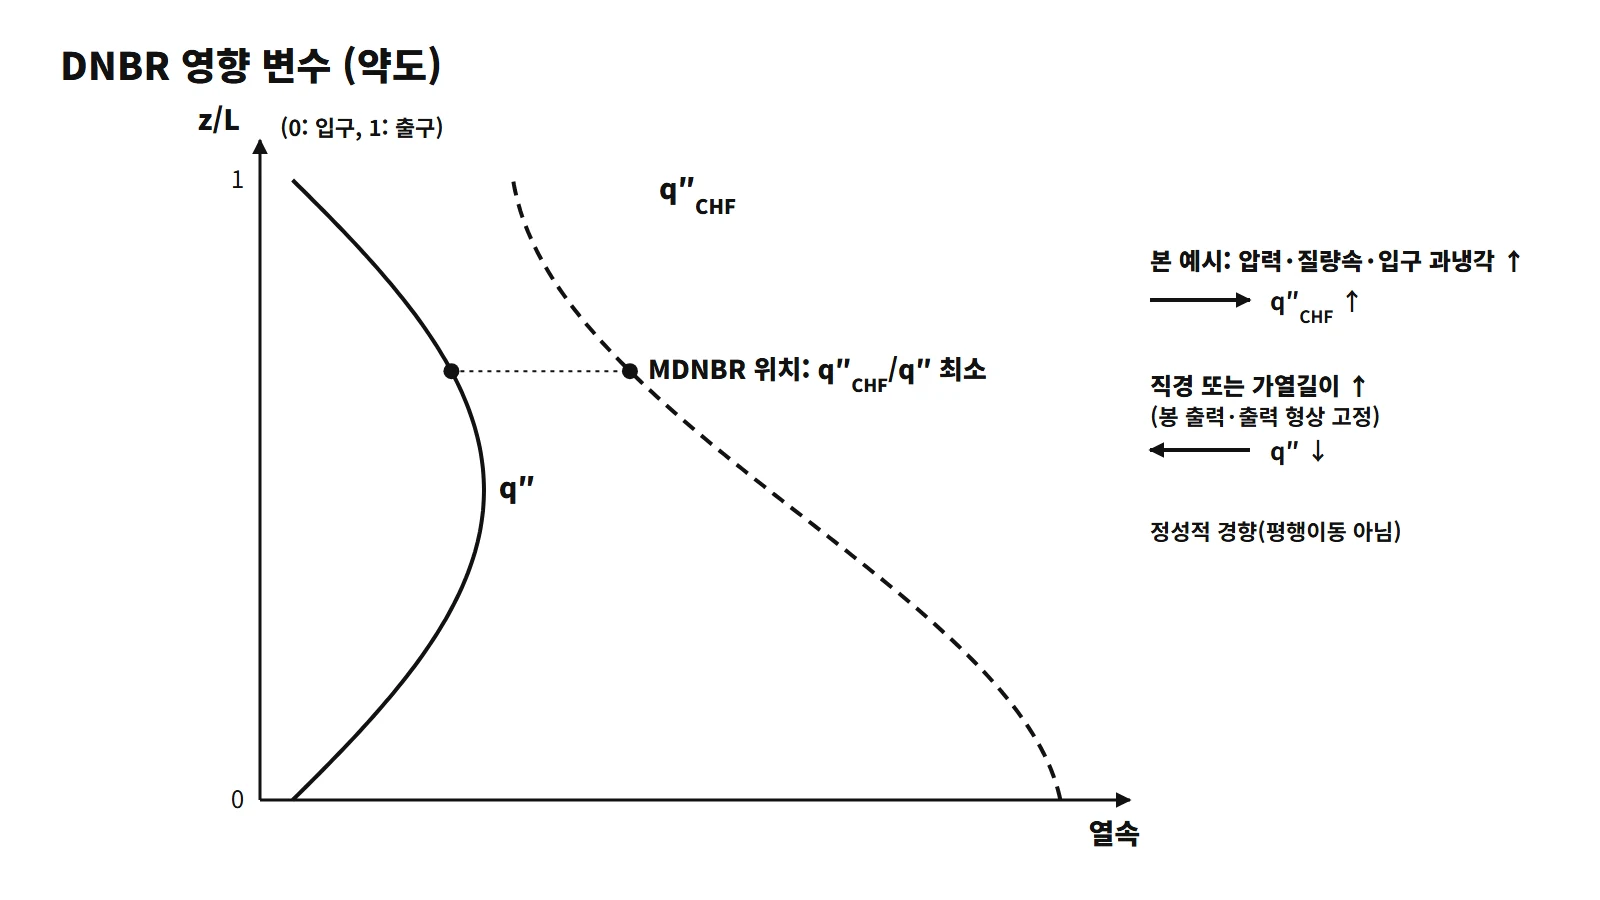 DNBR 영향 변수 (약도)
z/L (0: 입구, 1: 출구)
1
q″CHF
본 예시: 압력·질량속·입구 과냉각 ↑
q″CHF ↑
MDNBR 위치: q″CHF/q″ 최소
직경 또는 가열길이 ↑
(봉 출력·출력 형상 고정)
q″ ↓
q″
정성적 경향(평행이동 아님)
0
열속